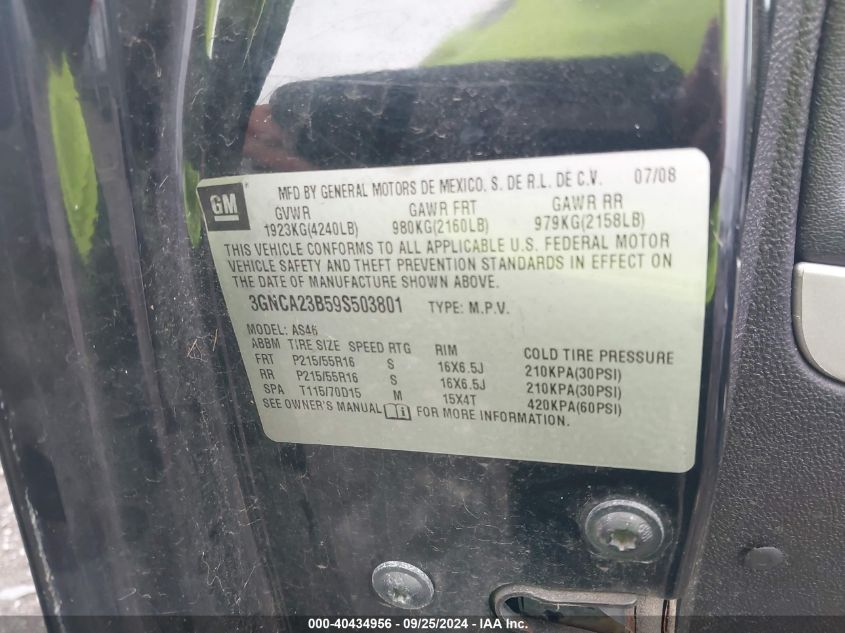 GM
MFD BY GENERAL MOTORS DE MEXICO, S. DE R.L. DE C.V. 07/08
GVWR GAWR FRT GAWR RR
1923KG(4240LB) 980KG(2160LB) 979KG(2158LB)
THIS VEHICLE CONFORMS TO ALL APPLICABLE U.S. FEDERAL MOTOR
VEHICLE SAFETY AND THEFT PREVENTION STANDARDS IN EFFECT ON
THE DATE OF MANUFACTURE SHOWN ABOVE.
3GNCA23B59S503801 TYPE: M.P.V.
MODEL: AS46
ABBM TIRE SIZE SPEED RTG RIM COLD TIRE PRESSURE
FRT P215/55R16 S 16X6.5J 210KPA(30PSI)
RR P215/55R16 S 16X6.5J 210KPA(30PSI)
SPA T115/70D15 M 15X4T 420KPA(60PSI)
SEE OWNER'S MANUAL FOR MORE INFORMATION.
000-40434956 - 09/25/2024 - IAA Inc.